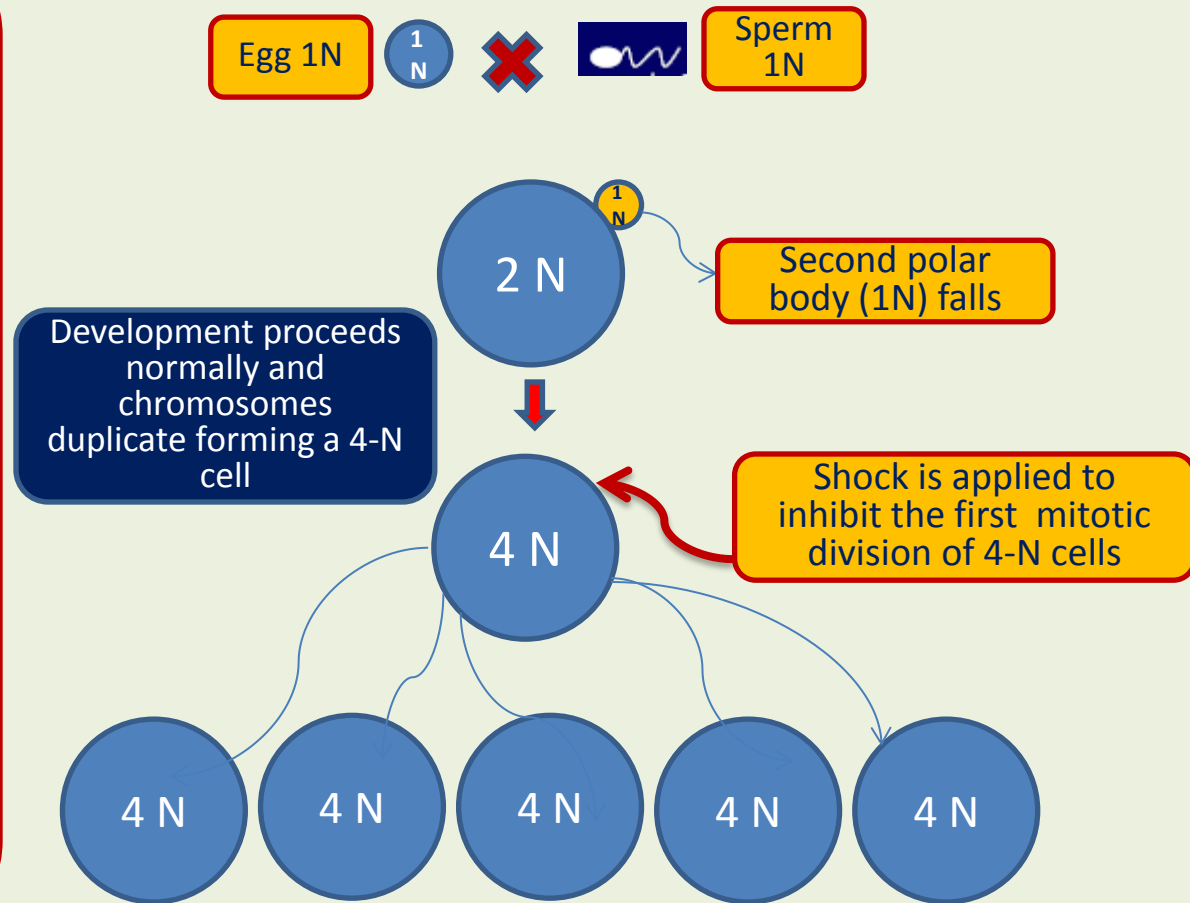 Egg 1N
1
N
Sperm
1N
2 N
1
N
Second polar
body (1N) falls
Development proceeds
normally and
chromosomes
duplicate forming a 4-N
cell
4 N
Shock is applied to
inhibit the first mitotic
division of 4-N cells
4 N
4 N
4 N
4 N
4 N